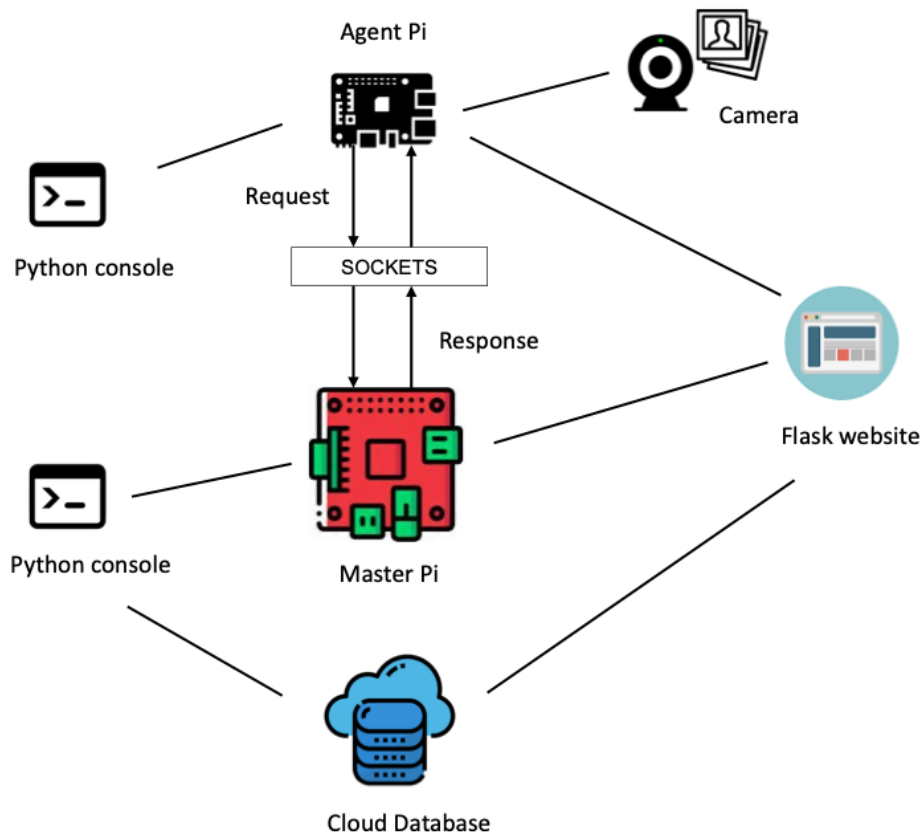 Agent Pi
Camera
Request
Python console
SOCKETS
Response
Flask website
Python console
Master Pi
Cloud Database